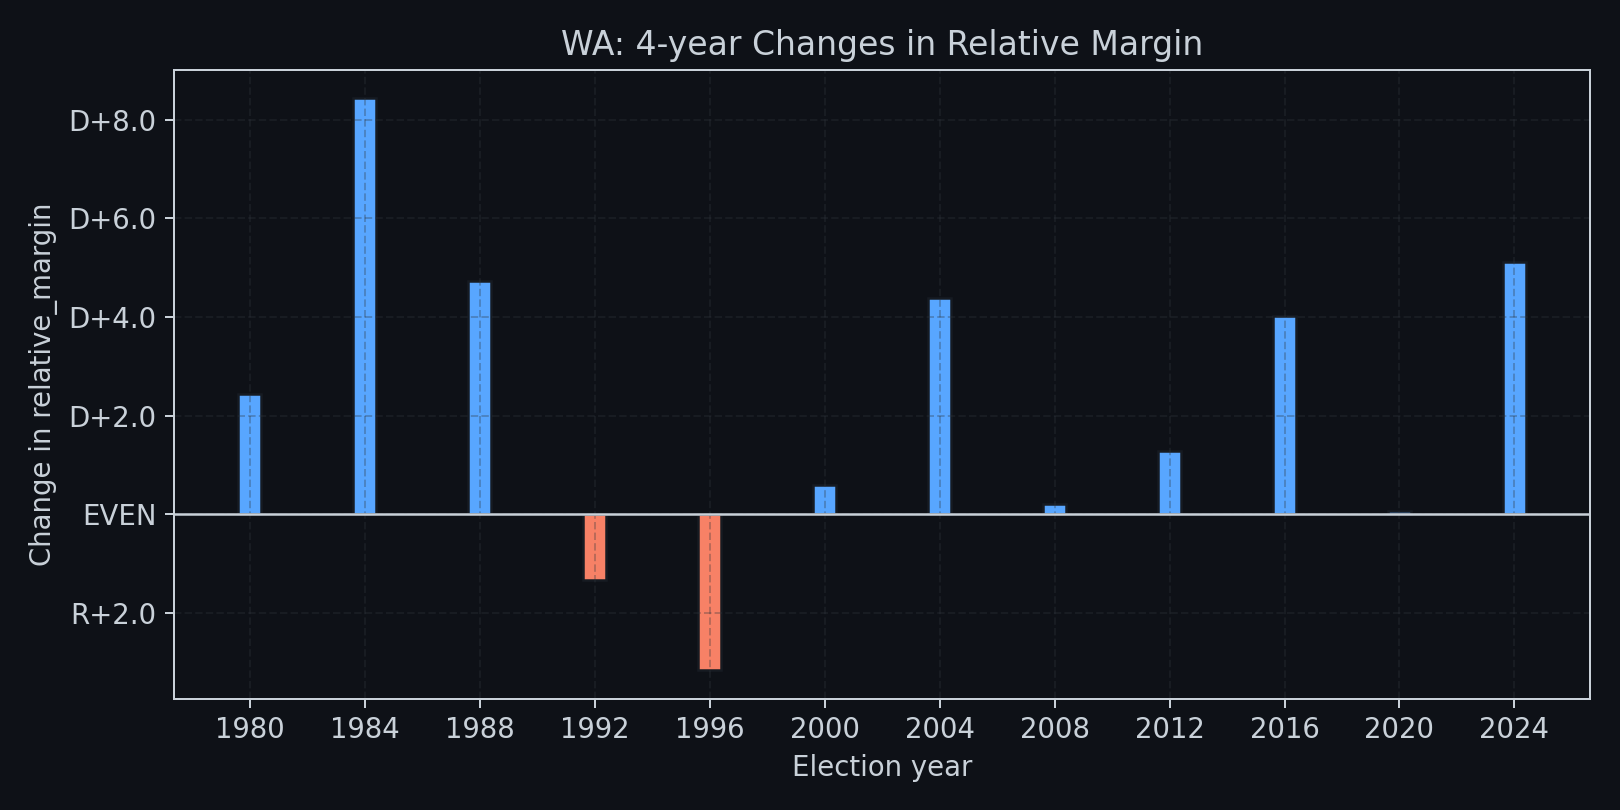 WA: 4-year Changes in Relative Margin
Change in relative_margin
D+8.0
D+6.0
D+4.0
D+2.0
EVEN
R+2.0
1980 1984 1988 1992 1996 2000 2004 2008 2012 2016 2020 2024
Election year